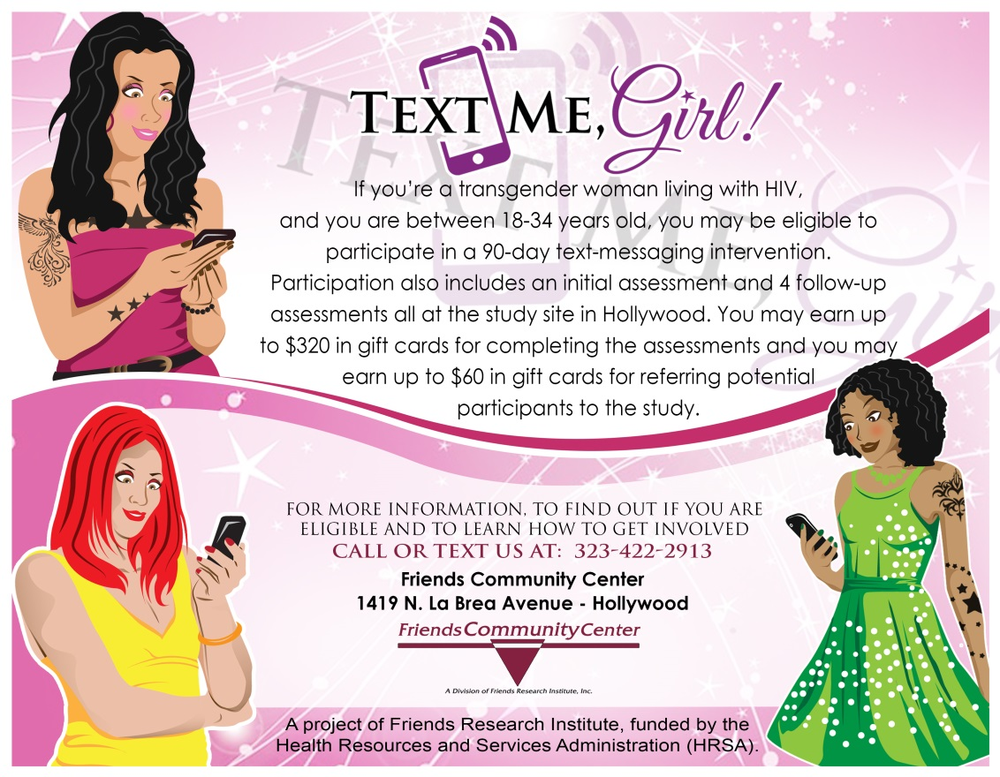 TEXT ME, Girl!
If you're a transgender woman living with HIV,
and you are between 18-34 years old, you may be eligible to
participate in a 90-day text-messaging intervention.
Participation also includes an initial assessment and 4 follow-up
assessments all at the study site in Hollywood. You may earn up
to $320 in gift cards for completing the assessments and you may
earn up to $60 in gift cards for referring potential
participants to the study.
FOR MORE INFORMATION, TO FIND OUT IF YOU ARE
ELIGIBLE AND TO LEARN HOW TO GET INVOLVED
CALL OR TEXT US AT: 323-422-2913
Friends Community Center
1419 N. La Brea Avenue - Hollywood
FriendsCommunityCenter
A Division of Friends Research Institute, Inc.
A project of Friends Research Institute, funded by the
Health Resources and Services Administration (HRSA).